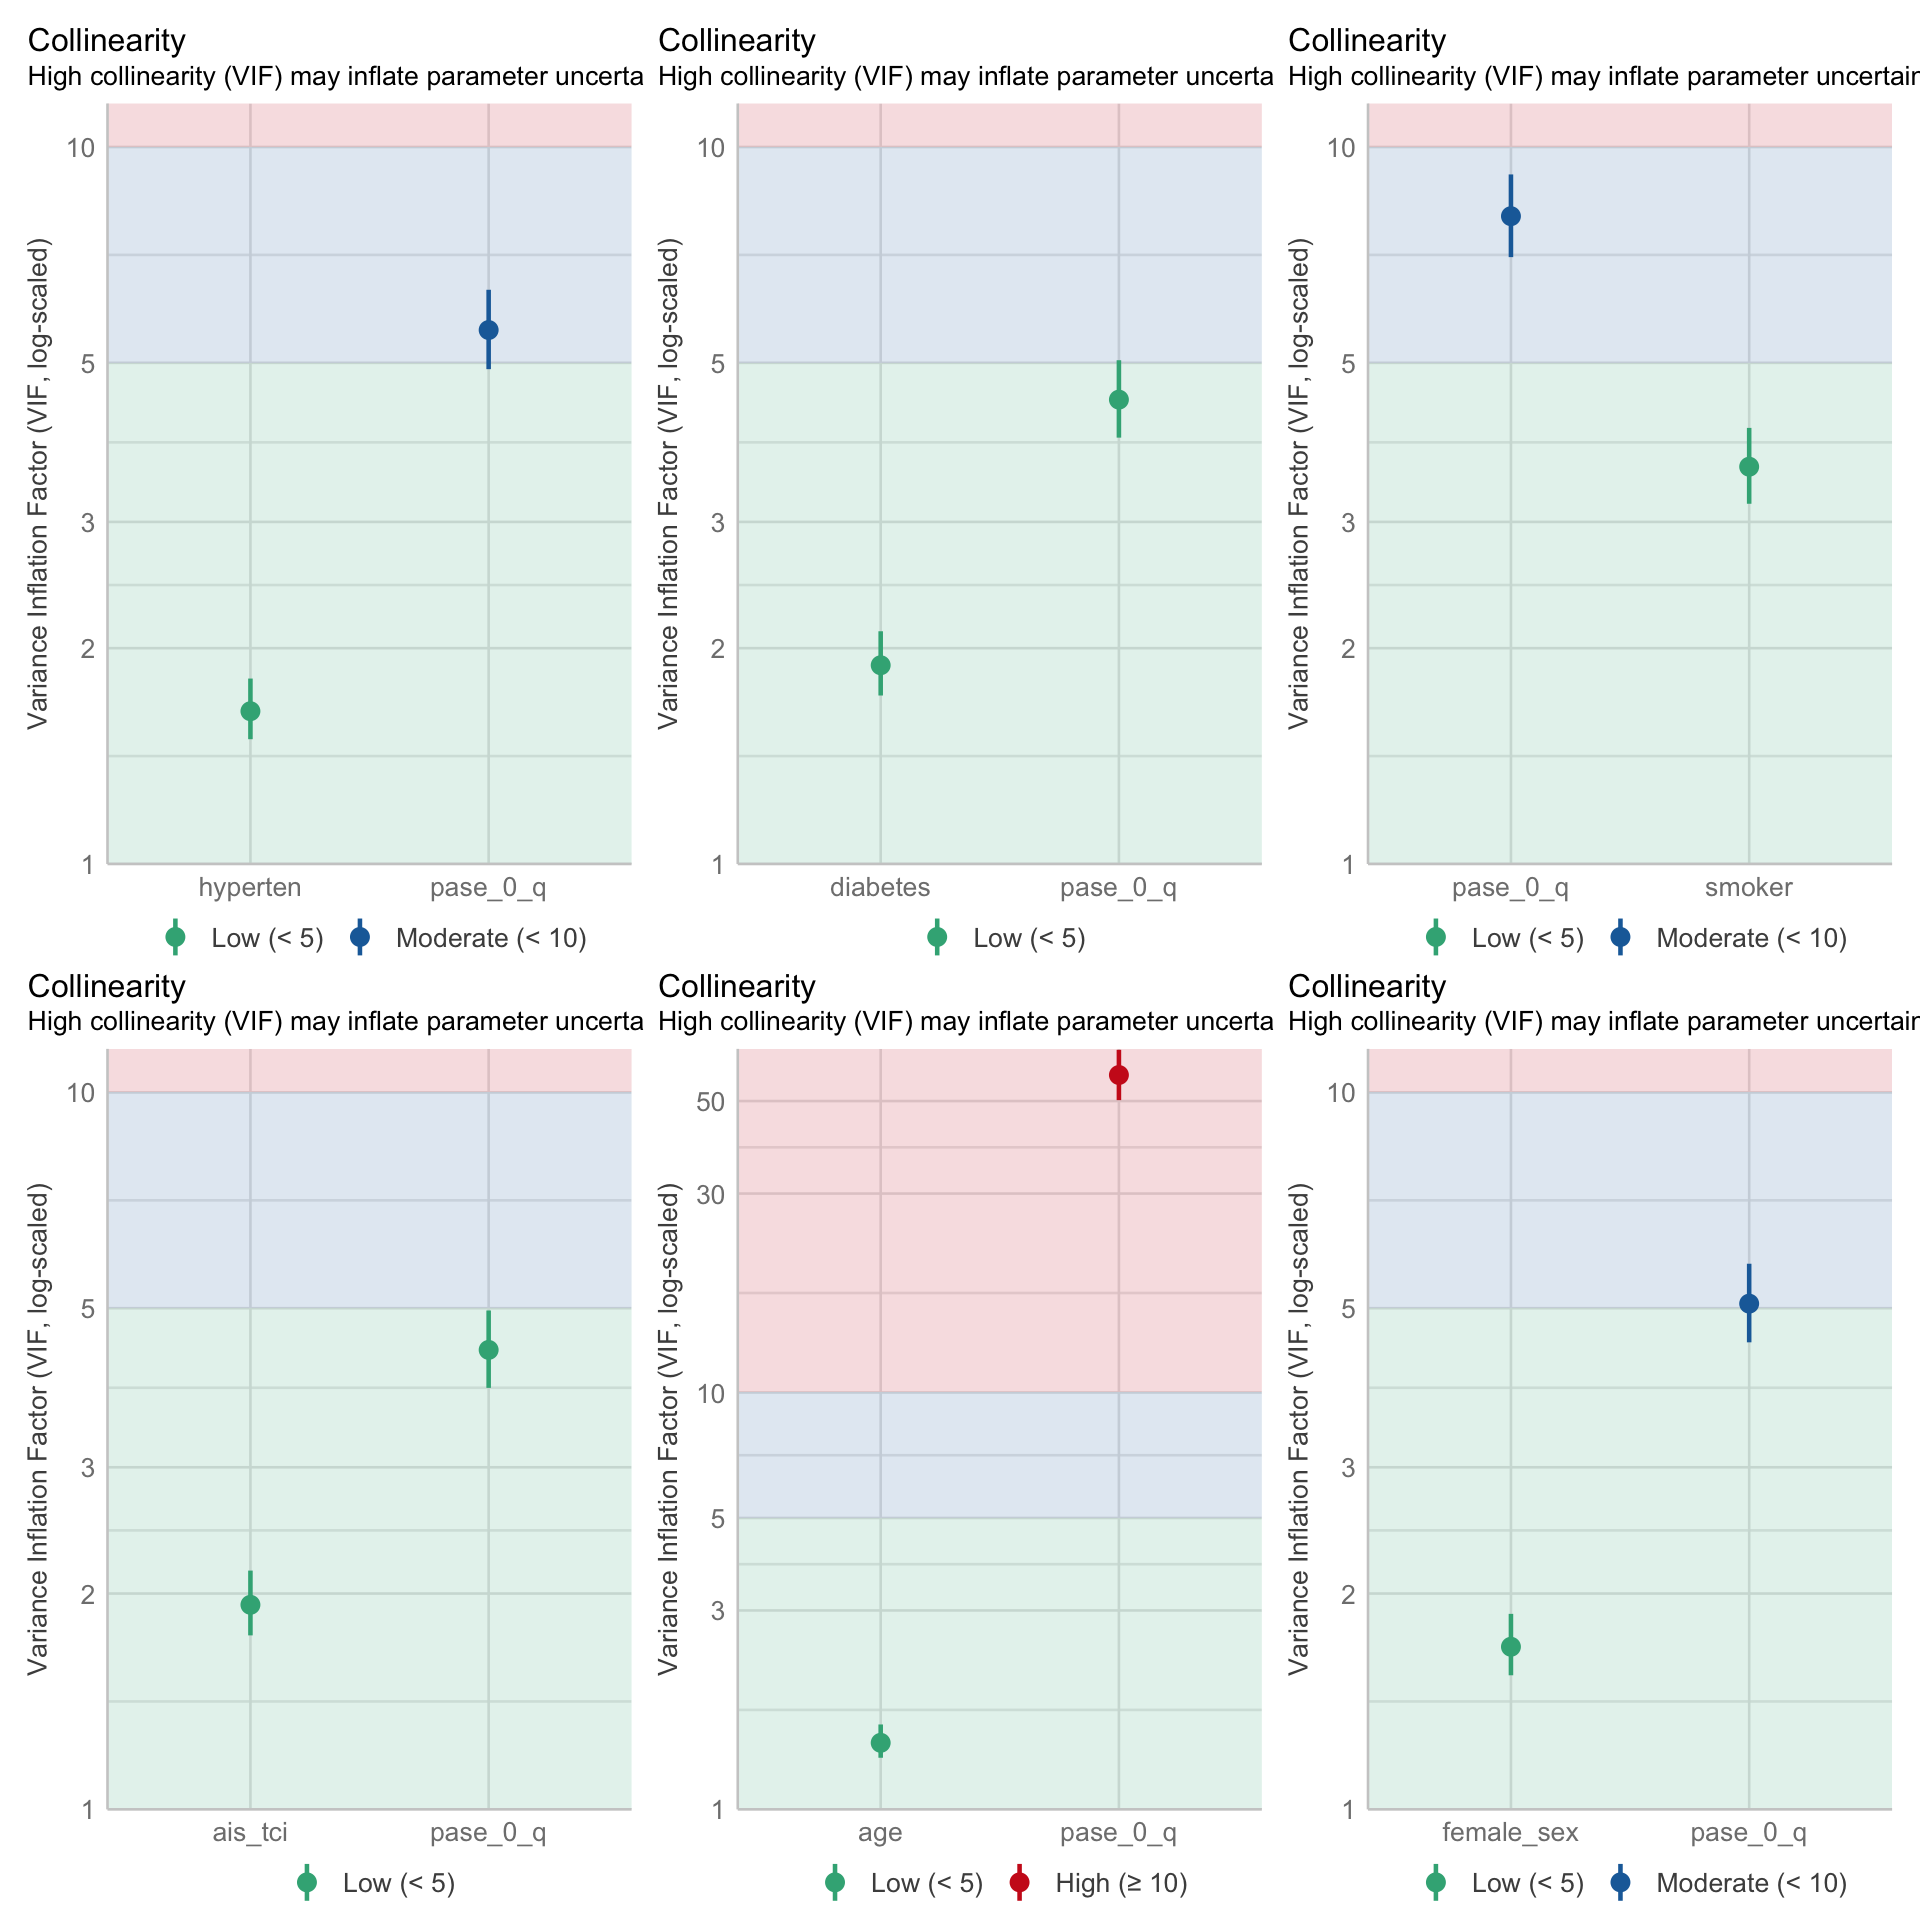 Collinearity
High collinearity (VIF) may inflate parameter uncerta
Variance Inflation Factor (VIF, log-scaled)
10
5
3
2
1
hyperten
pase_0_q
Low (< 5)
Moderate (< 10)
Collinearity
High collinearity (VIF) may inflate parameter uncerta
Variance Inflation Factor (VIF, log-scaled)
10
5
3
2
1
diabetes
pase_0_q
Low (< 5)
Collinearity
High collinearity (VIF) may inflate parameter uncertain
Variance Inflation Factor (VIF, log-scaled)
10
5
3
2
1
pase_0_q
smoker
Low (< 5)
Moderate (< 10)
Collinearity
High collinearity (VIF) may inflate parameter uncerta
Variance Inflation Factor (VIF, log-scaled)
10
5
3
2
1
ais_tci
pase_0_q
Low (< 5)
Collinearity
High collinearity (VIF) may inflate parameter uncerta
Variance Inflation Factor (VIF, log-scaled)
50
30
10
5
3
1
age
pase_0_q
Low (< 5)
High (≥ 10)
Collinearity
High collinearity (VIF) may inflate parameter uncertain
Variance Inflation Factor (VIF, log-scaled)
10
5
3
2
1
female_sex
pase_0_q
Low (< 5)
Moderate (< 10)